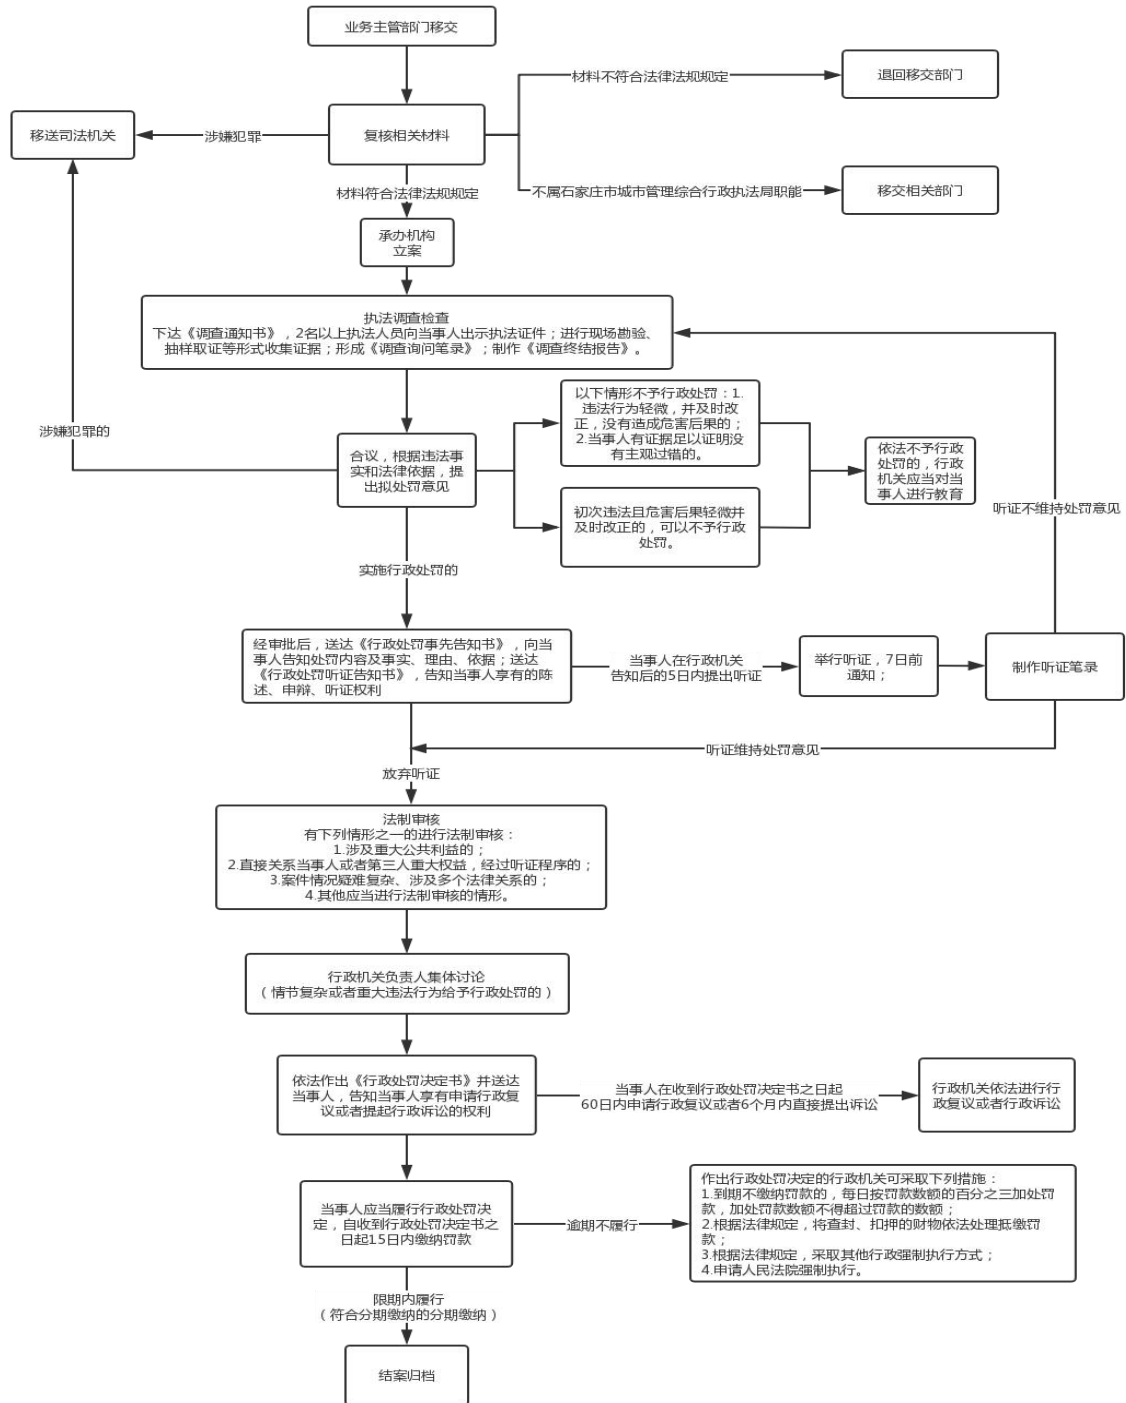 业务主管部门移交
材料不符合法律法规规定
退回移交部门
移送司法机关
涉嫌犯罪
复核相关材料
材料符合法律法规规定
不属石家庄市城市管理综合行政执法局职能
移交相关部门
承办机构
立案
执法调查检查
下达《调查通知书》，2名以上执法人员向当事人出示执法证件；进行现场勘验、
抽样取证等形式收集证据；形成《调查询问笔录》；制作《调查终结报告》。
涉嫌犯罪的
合议，根据违法事
实和法律依据，提
出拟处罚意见
以下情形不予行政处罚：1.
违法行为轻微，并及时改
正，没有造成危害后果的；
2.当事人有证据足以证明没
有主观过错的。
初次违法且危害后果轻微并
及时改正的，可以不予行政
处罚。
依法不予行政
处罚的，行政
机关应当对当
事人进行教育
听证不维持处罚意见
实施行政处罚的
经审批后，送达《行政处罚事先告知书》，向当
事人告知处罚内容及事实、理由、依据；送达
《行政处罚听证告知书》，告知当事人享有的陈
述、申辩、听证权利
当事人在行政机关
告知后的5日内提出听证
举行听证，7日前
通知；
制作听证笔录
听证维持处罚意见
放弃听证
法制审核
有下列情形之一的进行法制审核：
1.涉及重大公共利益的；
2.直接关系当事人或者第三人重大权益，经过听证程序的；
3.案件情况疑难复杂、涉及多个法律关系的；
4.其他应当进行法制审核的情形。
行政机关负责人集体讨论
（情节复杂或者重大违法行为给予行政处罚的）
依法作出《行政处罚决定书》并送达
当事人，告知当事人享有申请行政复
议或者提起行政诉讼的权利
当事人在收到行政处罚决定书之日起
60日内申请行政复议或者6个月内直接提出诉讼
行政机关依法进行行
政复议或者行政诉讼
当事人应当履行行政处罚决
定，自收到行政处罚决定书之
日起15日内缴纳罚款
逾期不履行
作出行政处罚决定的行政机关可采取下列措施：
1.到期不缴纳罚款的，每日按罚款数额的百分之三加处罚
款，加处罚款数额不得超过罚款的数额；
2.根据法律规定，将查封、扣押的财物依法处理抵缴罚
款；
3.根据法律规定，采取其他行政强制执行方式；
4.申请人民法院强制执行。
限期内履行
（符合分期缴纳的分期缴纳）
结案归档